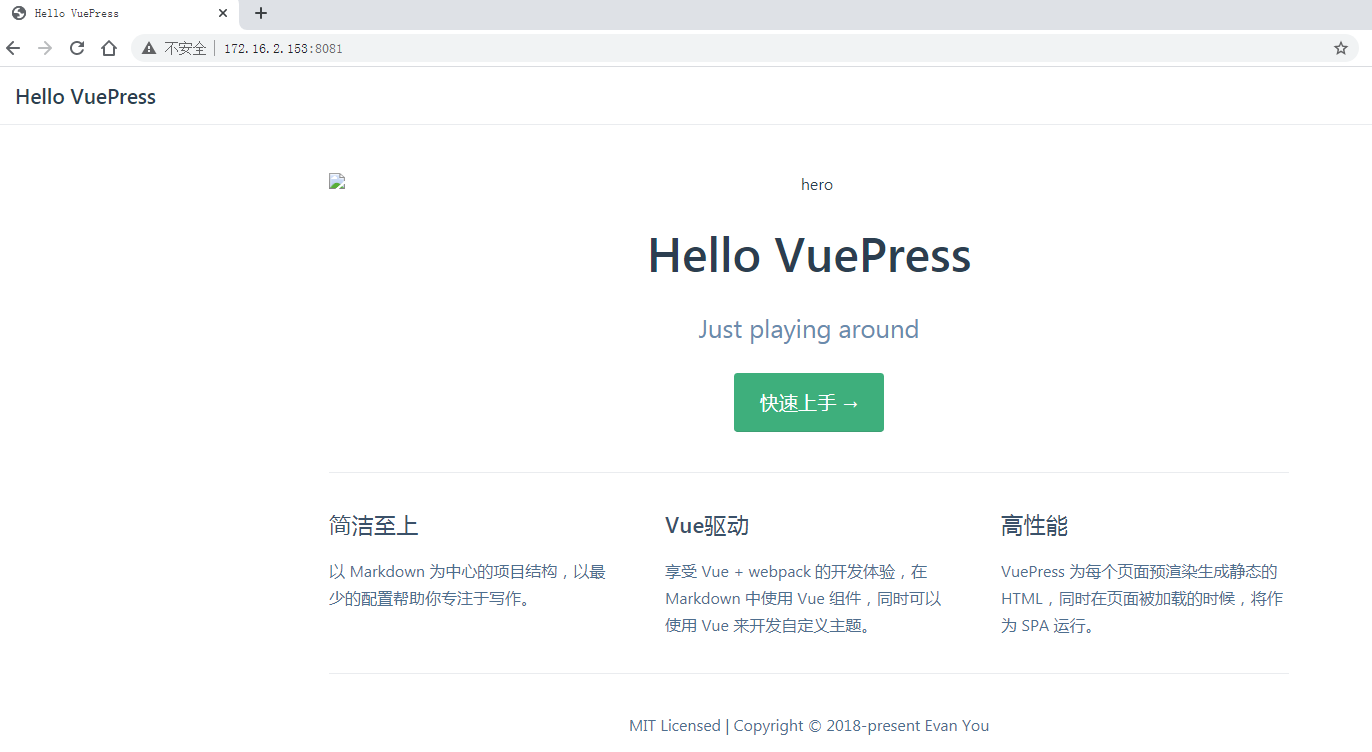 Hello VuePress
不安全 | 172.16.2.153:8081
Hello VuePress
hero
Hello VuePress
Just playing around
快速上手 →
简洁至上
以 Markdown 为中心的项目结构，以最
少的配置帮助你专注于写作。
Vue驱动
享受 Vue + webpack 的开发体验，在
Markdown 中使用 Vue 组件，同时可以
使用 Vue 来开发自定义主题。
高性能
VuePress 为每个页面预渲染生成静态的
HTML，同时在页面被加载的时候，将作
为 SPA 运行。
MIT Licensed | Copyright © 2018-present Evan You